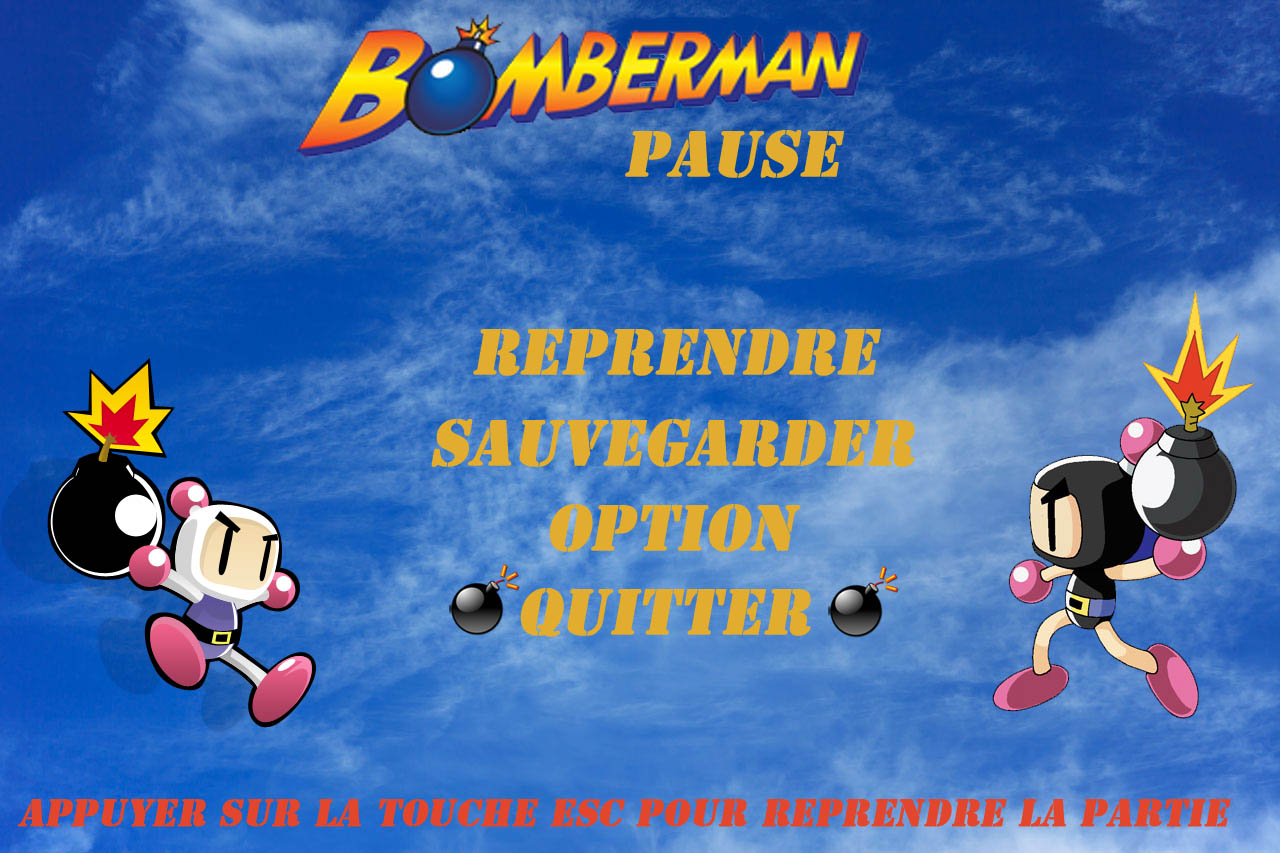 BOMBERMAN
PAUSE
REPRENDRE
SAUVEGARDER
OPTION
QUITTER
APPUYER SUR LA TOUCHE ESC POUR REPRENDRE LA PARTIE